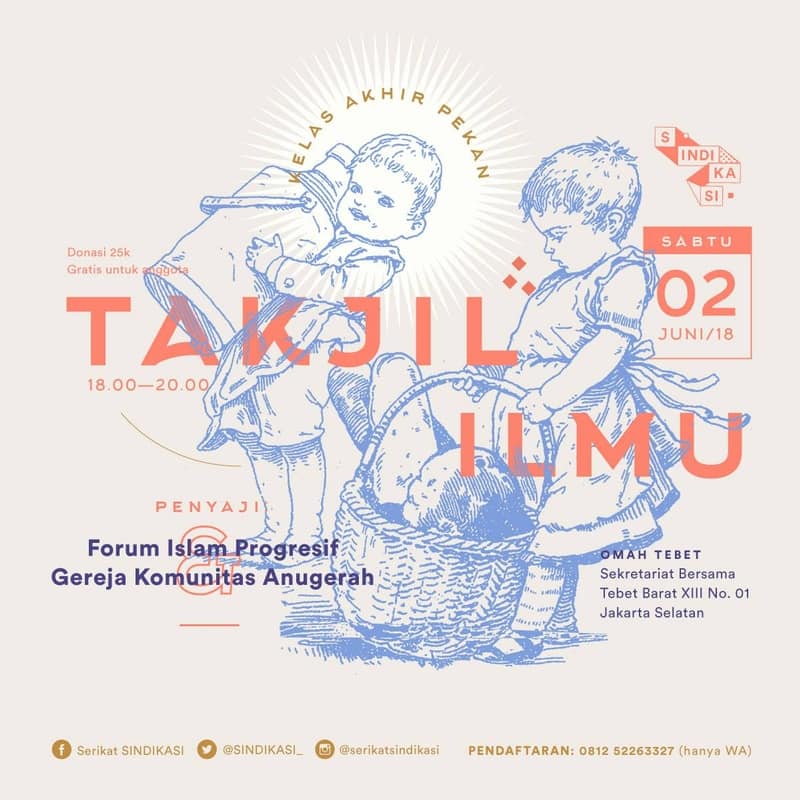 KELAS AKHIR PEKAN
S
INDI
KA
SI
Donasi 25k
Gratis untuk anggota
SABTU
02
JUNI/18
TAKJIL
18.00—20.00
ILMU
PENYAJI
&
Forum Islam Progresif
Gereja Komunitas Anugerah
OMAH TEBET
Sekretariat Bersama
Tebet Barat XIII No. 01
Jakarta Selatan
Serikat SINDIKASI @SINDIKASI_ @serikatsindikasi PENDAFTARAN: 0812 52263327 (hanya WA)